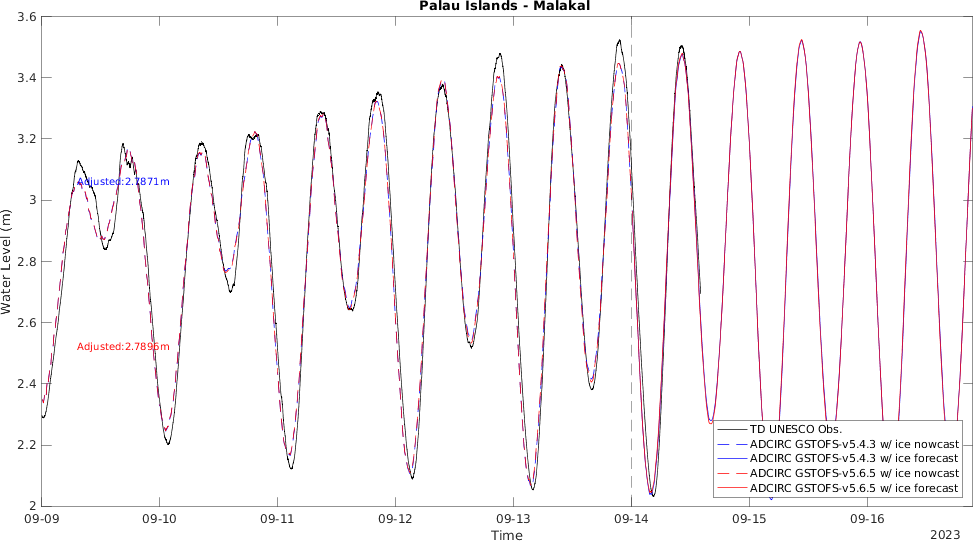 Palau Islands - Malakal
Water Level (m)
3.6
3.4
3.2
3
2.8
2.6
2.4
2.2
2
Adjusted:2.7871m
Adjusted:2.7895m
TD UNESCO Obs.
ADCIRC GSTOFS-v5.4.3 w/ ice nowcast
ADCIRC GSTOFS-v5.4.3 w/ ice forecast
ADCIRC GSTOFS-v5.6.5 w/ ice nowcast
ADCIRC GSTOFS-v5.6.5 w/ ice forecast
09-09 09-10 09-11 09-12 09-13 09-14 09-15 09-16
Time
2023